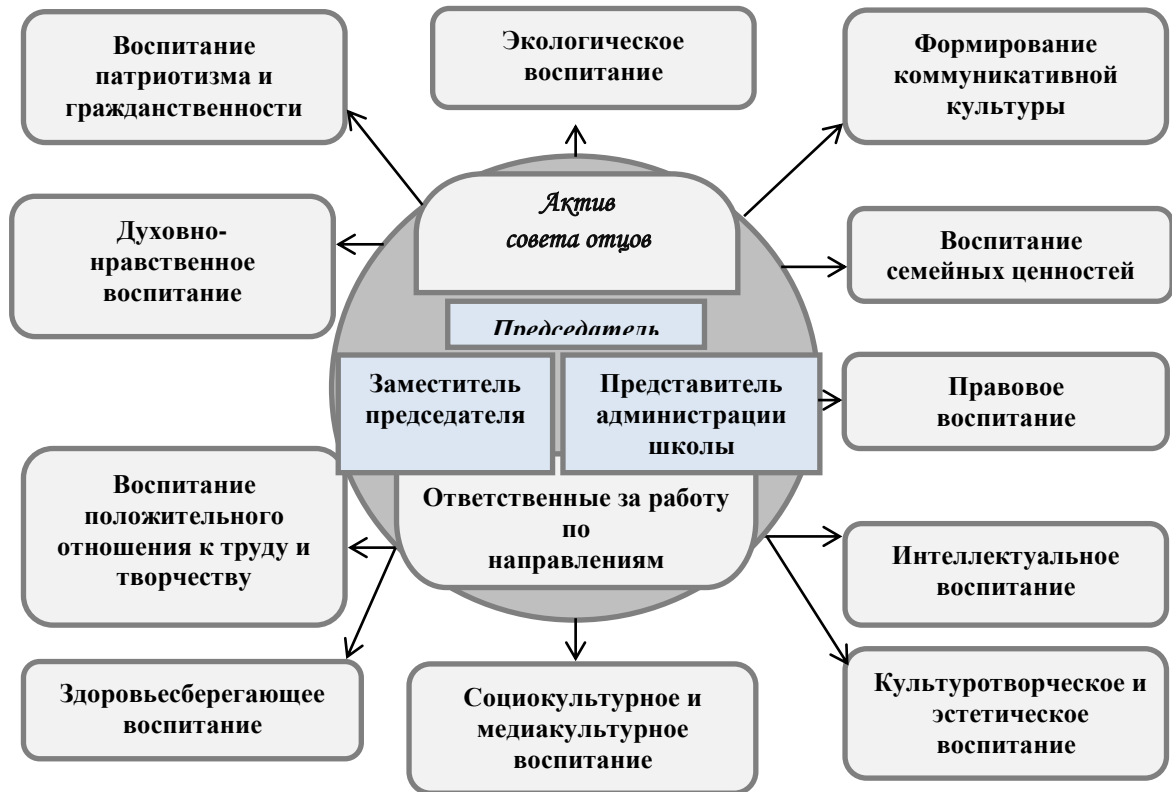 Воспитание
патриотизма и
гражданственности
Экологическое
воспитание
Формирование
коммуникативной
культуры
Духовно-
нравственное
воспитание
Актив
совета отцов
Воспитание
семейных ценностей
Председатель
Заместитель
председателя
Представитель
администрации
школы
Правовое
воспитание
Воспитание
положительного
отношения к труду и
творчеству
Ответственные за работу
по
направлениям
Интеллектуальное
воспитание
Здоровьесберегающее
воспитание
Социокультурное и
медиакультурное
воспитание
Культуротворческое и
эстетическое
воспитание